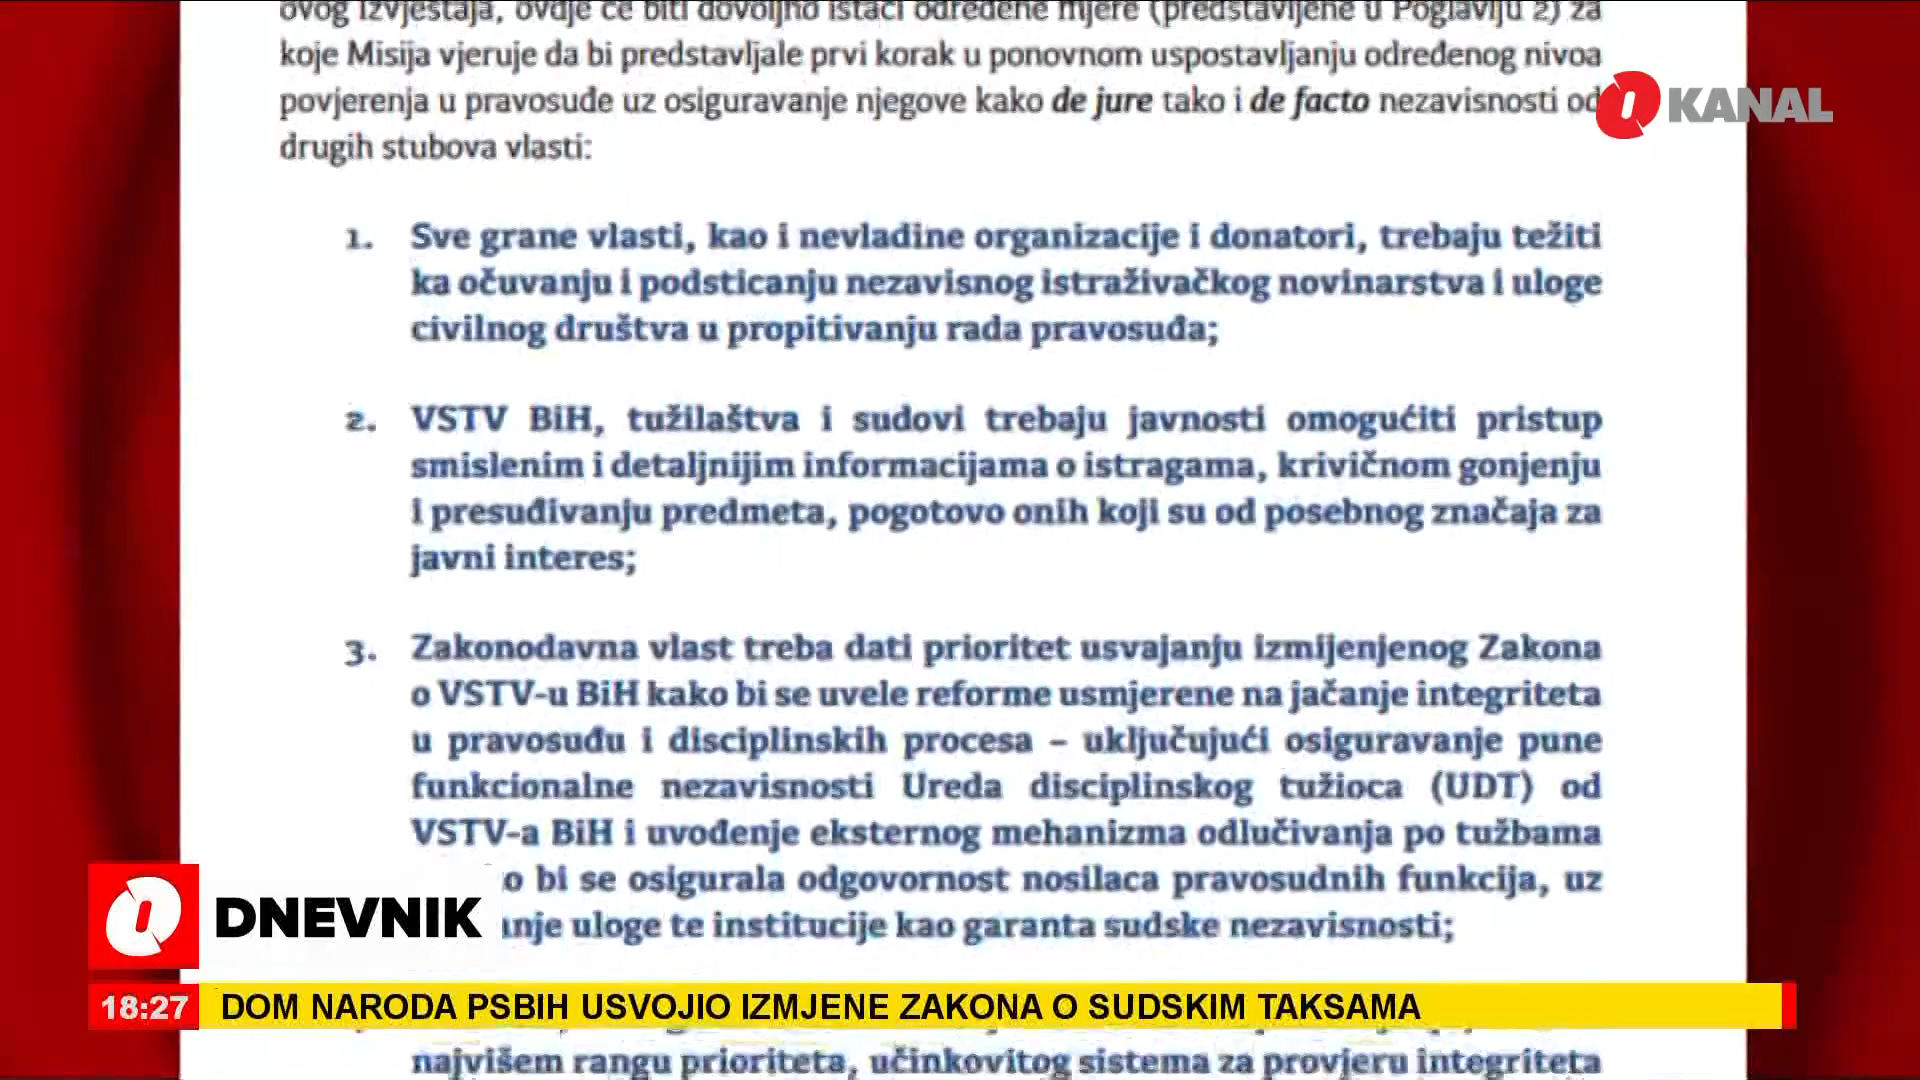 ovog izvještaja, ovdje će biti dovoljno istaći određene mjere (predstavljene u Poglavlju 2) za
koje Misija vjeruje da bi predstavljale prvi korak u ponovnom uspostavljanju određenog nivoa
povjerenja u pravosuđe uz osiguravanje njegove kako de jure tako i de facto nezavisnosti od
drugih stubova vlasti:
O KANAL
1. Sve grane vlasti, kao i nevladine organizacije i donatori, trebaju težiti
ka očuvanju i podsticanju nezavisnog istraživačkog novinarstva i uloge
civilnog društva u propitivanju rada pravosuđa;
2. VSTV BiH, tužilaštva i sudovi trebaju javnosti omogućiti pristup
smislenim i detaljnijim informacijama o istragama, krivičnom gonjenju
i presuđivanju predmeta, pogotovo onih koji su od posebnog značaja za
javni interes;
3. Zakonodavna vlast treba dati prioritet usvajanju izmijenjenog Zakona
o VSTV-u BiH kako bi se uvele reforme usmjerene na jačanje integriteta
u pravosuđu i disciplinskih procesa – uključujući osiguravanje pune
funkcionalne nezavisnosti Ureda disciplinskog tužioca (UDT) od
VSTV-a BiH i uvođenje eksternog mehanizma odlučivanja po tužbama
o bi se osigurala odgovornost nosilaca pravosudnih funkcija, uz
anje uloge te institucije kao garanta sudske nezavisnosti;
O DNEVNIK
18:27 DOM NARODA PSBIH USVOJIO IZMJENE ZAKONA O SUDSKIM TAKSAMA
najvišem rangu prioriteta, učinkovitog sistema za provjeru integriteta